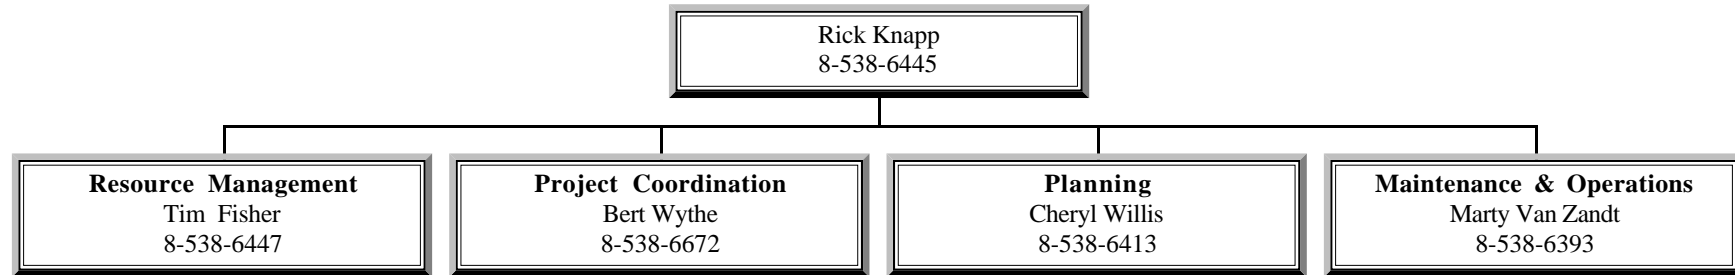 Rick Knapp
8-538-6445
Resource Management
Tim Fisher
8-538-6447
Project Coordination
Bert Wythe
8-538-6672
Planning
Cheryl Willis
8-538-6413
Maintenance & Operations
Marty Van Zandt
8-538-6393